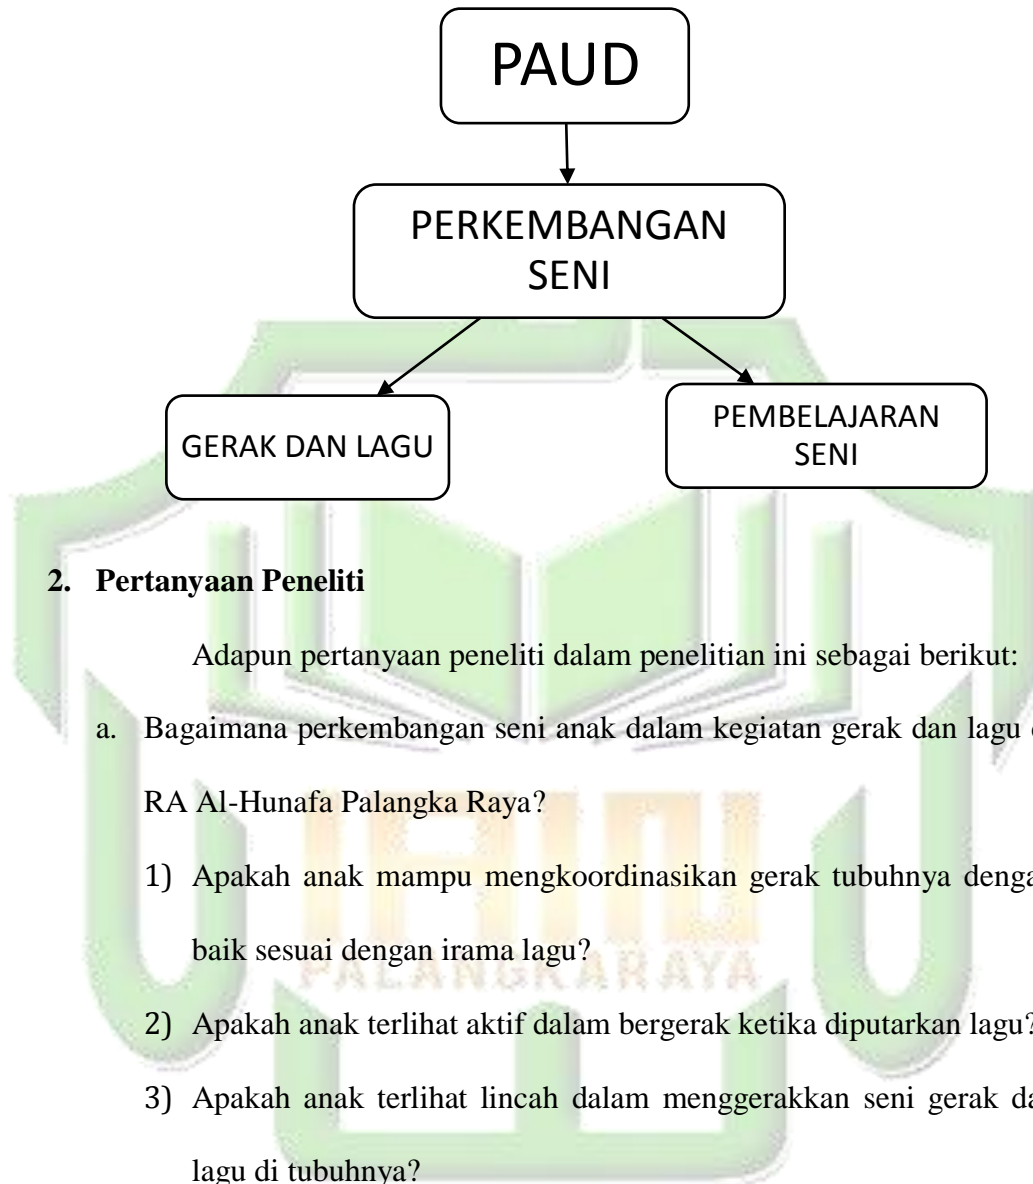 PAUD
PERKEMBANGAN
SENI
GERAK DAN LAGU
PEMBELAJARAN
SENI
2. Pertanyaan Peneliti
Adapun pertanyaan peneliti dalam penelitian ini sebagai berikut:
a. Bagaimana perkembangan seni anak dalam kegiatan gerak dan lagu
RA Al-Hunafa Palangka Raya?
1) Apakah anak mampu mengkoordinasikan gerak tubuhnya
baik sesuai dengan irama lagu?
2) Apakah anak terlihat aktif dalam bergerak ketika diputarkan lagu?
3) Apakah anak terlihat lincah dalam menggerakkan seni gerak
lagu di tubuhnya?
IAIN
PALANGKARAYA